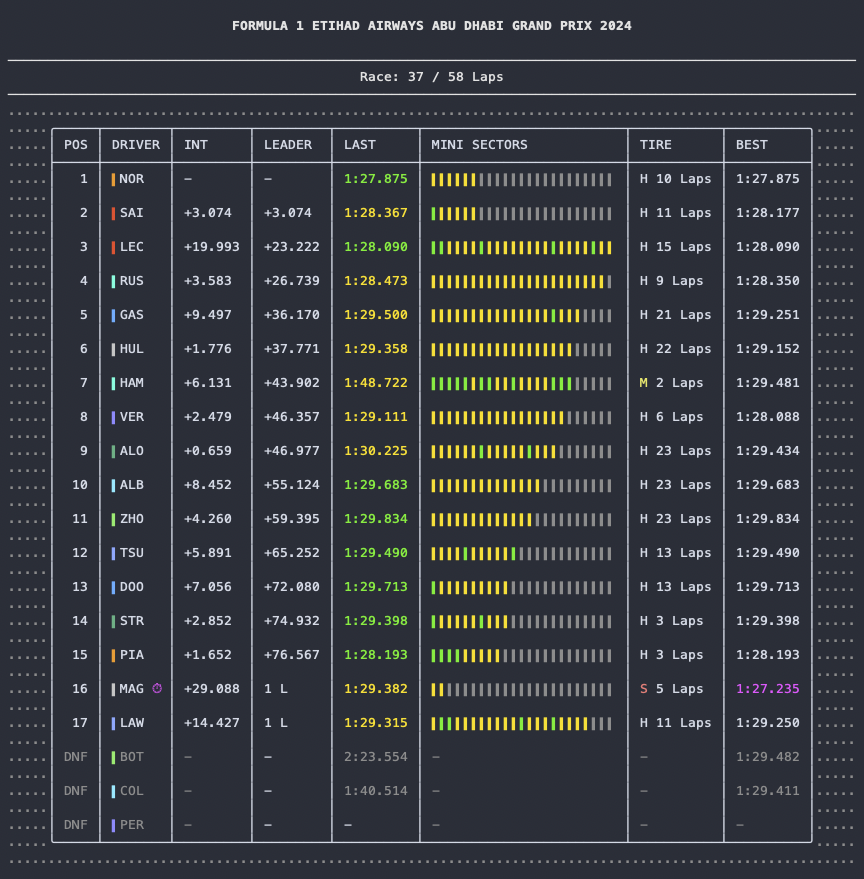 FORMULA 1 ETIHAD AIRWAYS ABU DHABI GRAND PRIX 2024
Race: 37 / 58 Laps
POS DRIVER INT LEADER LAST MINI SECTORS TIRE BEST
1 NOR – – 1:27.875 H 10 Laps 1:27.875
2 SAI +3.074 +3.074 1:28.367 H 11 Laps 1:28.177
3 LEC +19.993 +23.222 1:28.090 H 15 Laps 1:28.090
4 RUS +3.583 +26.739 1:28.473 H 9 Laps 1:28.350
5 GAS +9.497 +36.170 1:29.500 H 21 Laps 1:29.251
6 HUL +1.776 +37.771 1:29.358 H 22 Laps 1:29.152
7 HAM +6.131 +43.902 1:48.722 M 2 Laps 1:29.481
8 VER +2.479 +46.357 1:29.111 H 6 Laps 1:28.088
9 ALO +0.659 +46.977 1:30.225 H 23 Laps 1:29.434
10 ALB +8.452 +55.124 1:29.683 H 23 Laps 1:29.683
11 ZHO +4.260 +59.395 1:29.834 H 23 Laps 1:29.834
12 TSU +5.891 +65.252 1:29.490 H 13 Laps 1:29.490
13 DOO +7.056 +72.080 1:29.713 H 13 Laps 1:29.713
14 STR +2.852 +74.932 1:29.398 H 3 Laps 1:29.398
15 PIA +1.652 +76.567 1:28.193 H 3 Laps 1:28.193
16 MAG ⏱ +29.088 1 L 1:29.382 S 5 Laps 1:27.235
17 LAW +14.427 1 L 1:29.315 H 11 Laps 1:29.250
DNF BOT – – 2:23.554 – – 1:29.482
DNF COL – – 1:40.514 – – 1:29.411
DNF PER – – – – – –